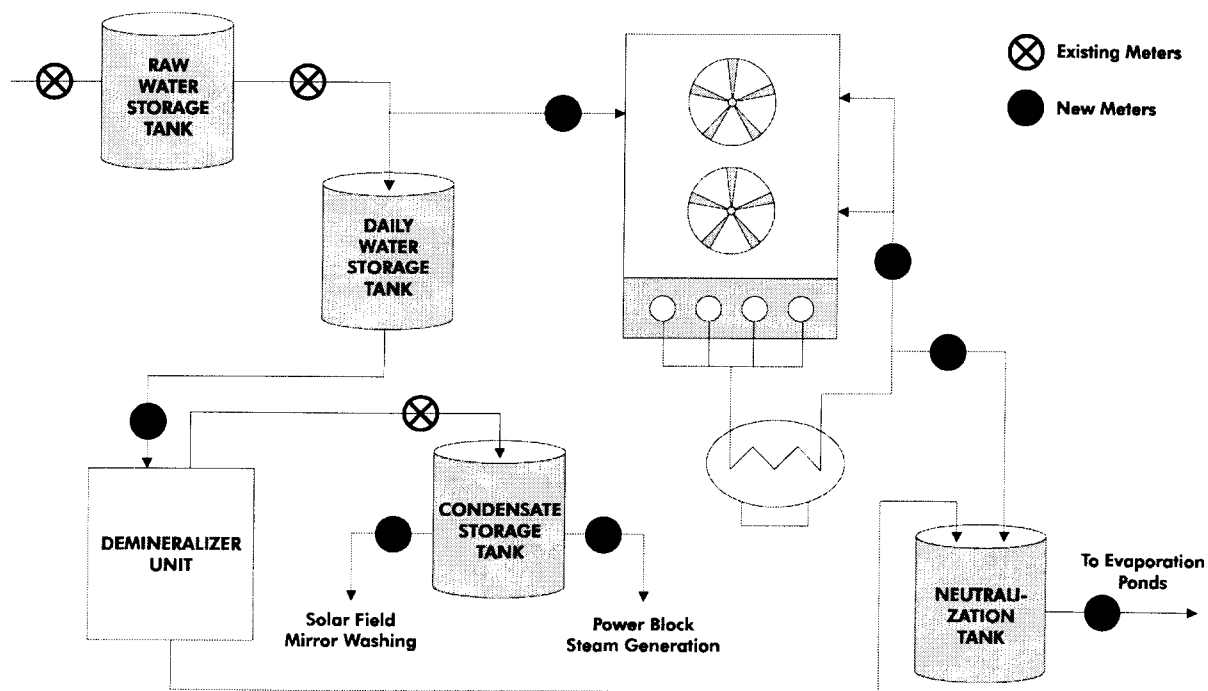 RAW
WATER
STORAGE
TANK
Existing Meters
New Meters
DAILY
WATER
STORAGE
TANK
CONDENSATE
STORAGE
TANK
DEMINERALIZER
UNIT
Solar Field
Mirror Washing
Power Block
Steam Generation
NEUTRALI-
ZATION
TANK
To Evaporation
Ponds